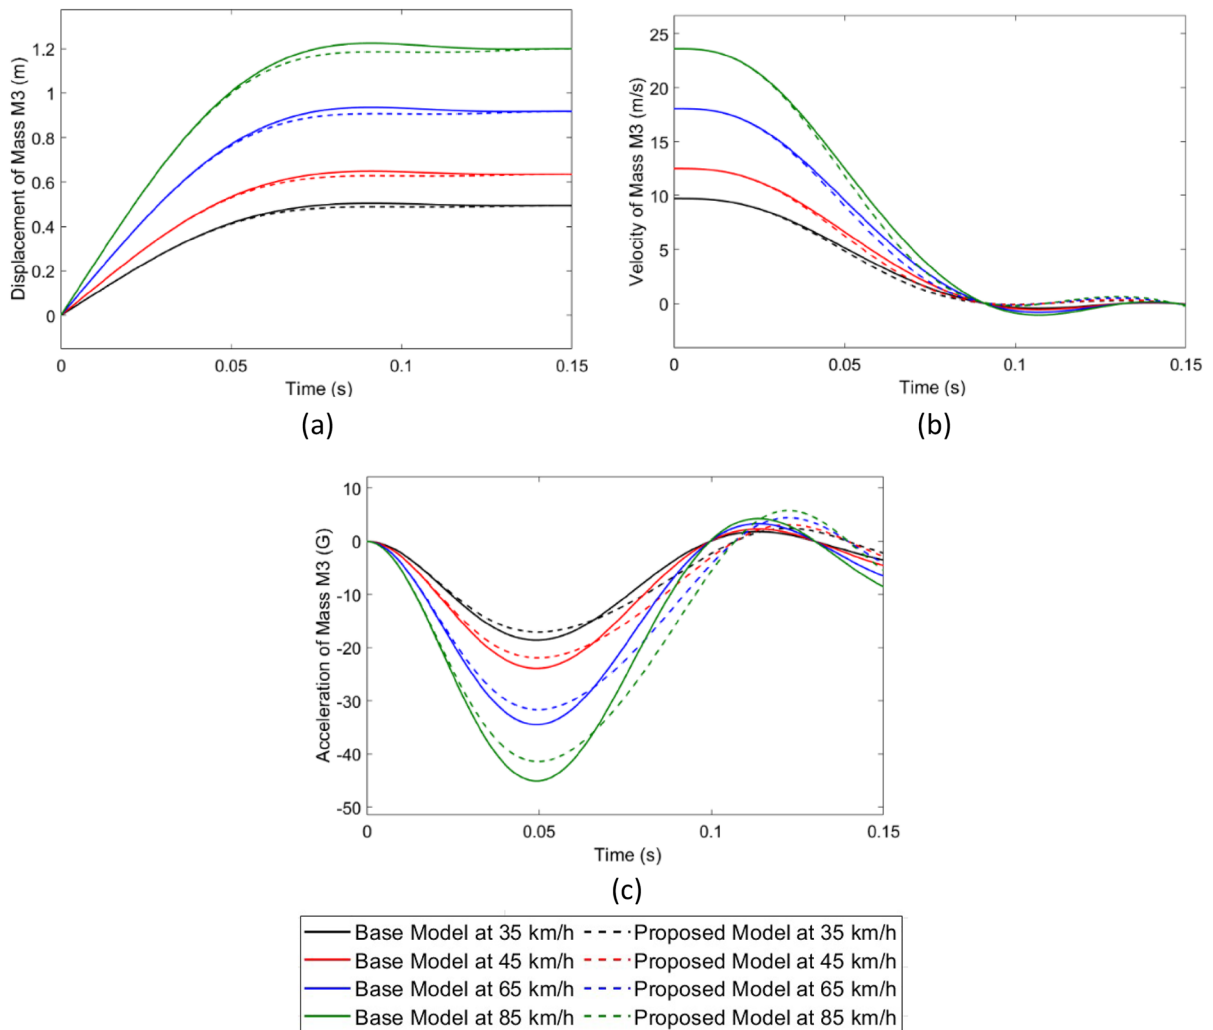 Displacement of Mass M3 (m)
1.2
1
0.8
0.6
0.4
0.2
0
0 0.05 0.1 0.15
Time (s)
(a)
Velocity of Mass M3 (m/s)
25
20
15
10
5
0
0 0.05 0.1 0.15
Time (s)
(b)
Acceleration of Mass M3 (G)
10
0
-10
-20
-30
-40
-50
0 0.05 0.1 0.15
Time (s)
(c)
Base Model at 35 km/h Proposed Model at 35 km/h
Base Model at 45 km/h Proposed Model at 45 km/h
Base Model at 65 km/h Proposed Model at 65 km/h
Base Model at 85 km/h Proposed Model at 85 km/h